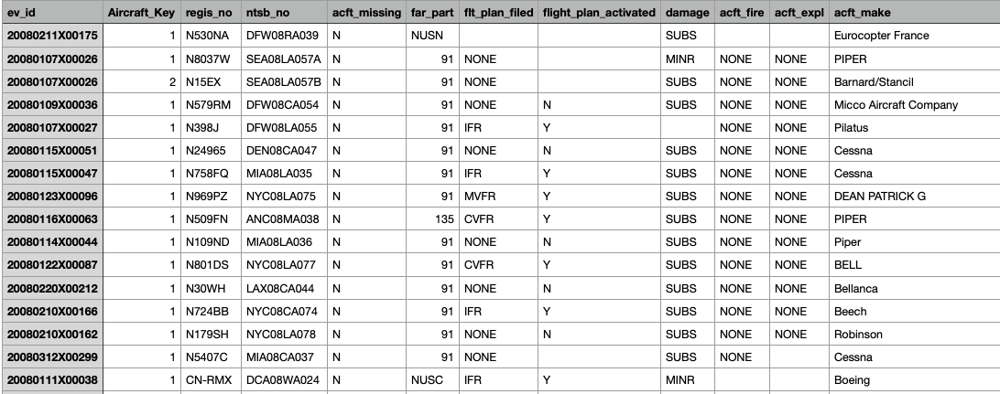 ev_id Aircraft_Key regis_no ntsb_no acft_missing far_part flt_plan_filed flight_plan_activated damage acft_fire acft_expl acft_make
20080211X00175 1 N530NA DFW08RA039 N NUSN SUBS Eurocopter France
20080107X00026 1 N8037W SEA08LA057A N 91 NONE MINR NONE NONE PIPER
20080107X00026 2 N15EX SEA08LA057B N 91 NONE SUBS NONE NONE Barnard/Stancil
20080109X00036 1 N579RM DFW08CA054 N 91 NONE N SUBS NONE NONE Micco Aircraft Company
20080107X00027 1 N398J DFW08LA055 N 91 IFR Y NONE NONE Pilatus
20080115X00051 1 N24965 DEN08CA047 N 91 NONE N SUBS NONE NONE Cessna
20080115X00047 1 N758FQ MIA08LA035 N 91 IFR Y SUBS NONE NONE Cessna
20080123X00096 1 N969PZ NYC08LA075 N 91 MVFR Y SUBS NONE NONE DEAN PATRICK G
20080116X00063 1 N509FN ANC08MA038 N 135 CVFR Y SUBS NONE NONE PIPER
20080114X00044 1 N109ND MIA08LA036 N 91 NONE N SUBS NONE NONE Piper
20080122X00087 1 N801DS NYC08LA077 N 91 CVFR Y SUBS NONE NONE BELL
20080220X00212 1 N30WH LAX08CA044 N 91 NONE N SUBS NONE NONE Bellanca
20080210X00166 1 N724BB NYC08CA074 N 91 IFR Y SUBS NONE NONE Beech
20080210X00162 1 N179SH NYC08LA078 N 91 NONE N SUBS NONE NONE Robinson
20080312X00299 1 N5407C MIA08CA037 N 91 NONE SUBS NONE Cessna
20080111X00038 1 CN-RMX DCA08WA024 N NUSC IFR Y MINR Boeing